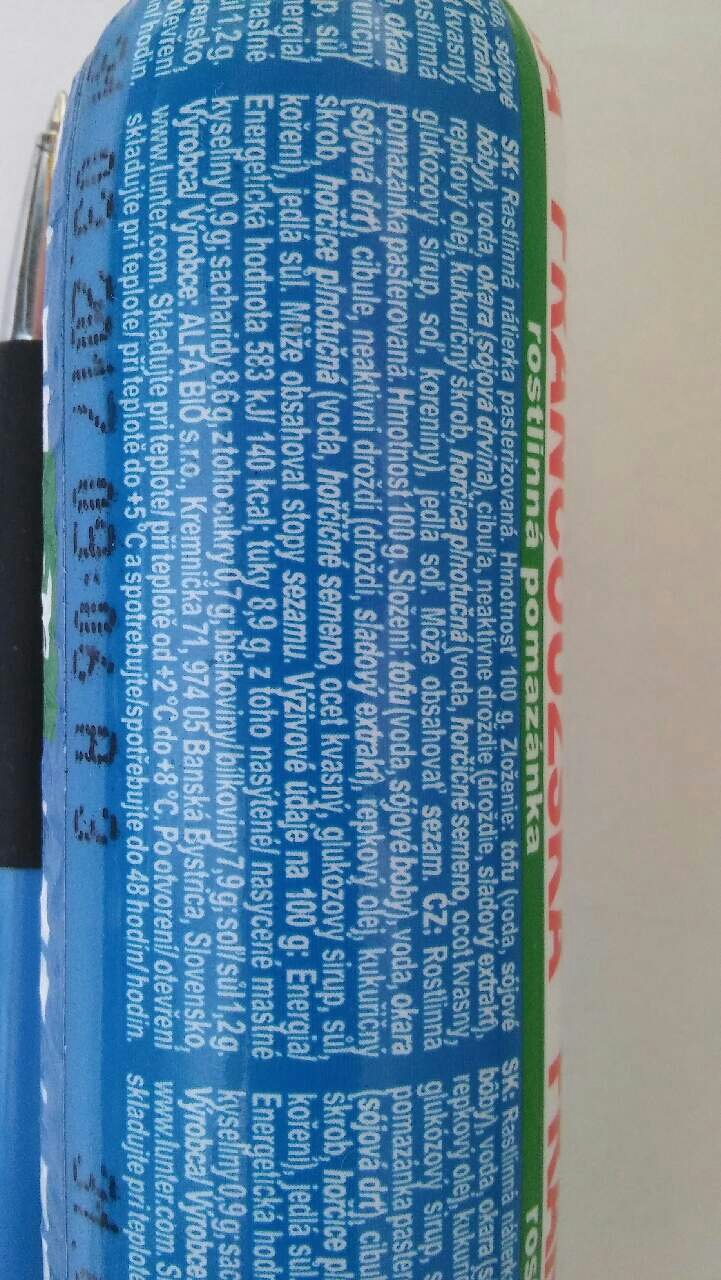 FRANCÚZSKA
rostlinná pomazánka
SK: Rastlinná nátierka pasterizovaná. Hmotnosť 100 g. Zloženie: tofu (voda, sójové
bôby), voda, okara (sójová drvina), cibuľa, reaktívne droždie (droždie, sladový extrakt),
repkový olej, kukuričný škrob, horčica plnotučná (voda, horčičné semeno, ocot kvasný,
glukózový sirup, soľ, koreniny), jedlá soľ. Môže obsahovať sezam. CZ: Rostlinná
pomazánka pasterovaná. Hmotnost 100 g. Složení: tofu (voda, sójové boby), voda, okara
(sójová drť), cibule, reaktivní droždí (droždí, sladový extrakt), řepkový olej, kukuřičný
škrob, hořčice plnotučná (voda, hořčičné semeno, ocet kvasný, glukózový sirup, sůl,
koření), jedlá sůl. Může obsahovat stopy sezamu. Výživové údaje na 100 g: Energia/
Energetická hodnota 583 kJ/ 140 kcal, tuky 8,9 g, z toho nasýtené/ nasycené mastné
kyseliny 0,9 g; sacharidy 8,6 g, z toho cukry 0,7 g; bielkoviny/bílkoviny 7,9 g; soľ/sůl 1,2 g.
Výrobca/ Výrobce: ALFA BIO s.r.o., Kremnička 71, 974 05 Banská Bystrica, Slovensko,
www.lunter.com. Skladujte pri teplote/ při teplotě od +2 °C do +8 °C. Po otvorení/ otevření
skladujte pri teplote/ při teplotě do +5 °C a spotrebujte/spotřebujte do 48 hodín/ hodin.
03.2017 09:06 A 3